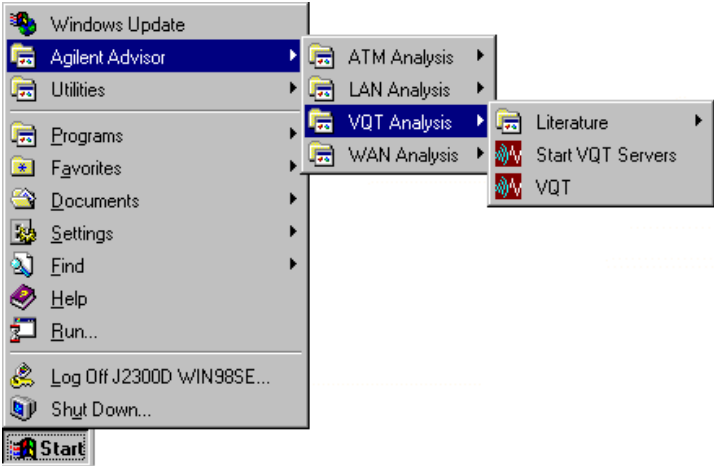 Windows Update
Agilent Advisor
Utilities
Programs
Favorites
Documents
Settings
Find
Help
Run...
Log Off J2300D WIN98SE...
Shut Down...
Start
ATM Analysis
LAN Analysis
VQT Analysis
WAN Analysis
Literature
Start VQT Servers
VQT